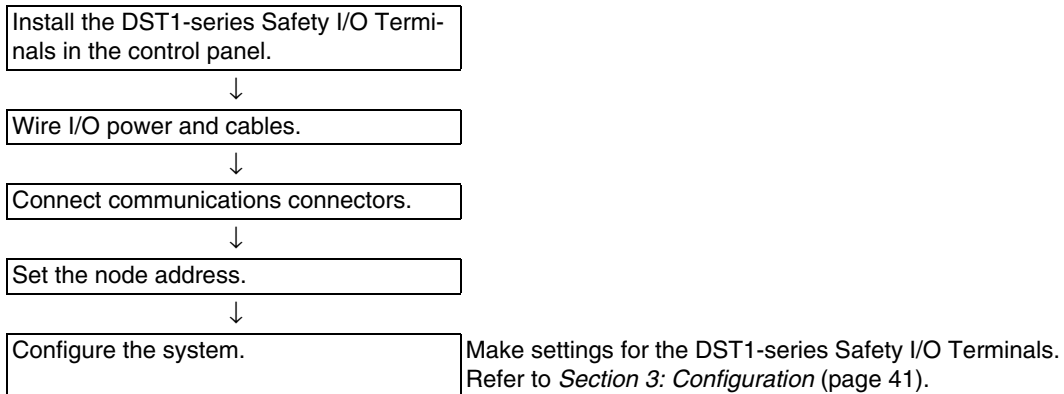 Install the DST1-series Safety I/O Termi-
nals in the control panel.
↓
Wire I/O power and cables.
↓
Connect communications connectors.
↓
Set the node address.
↓
Configure the system.
Make settings for the DST1-series Safety I/O Terminals.
Refer to Section 3: Configuration (page 41).